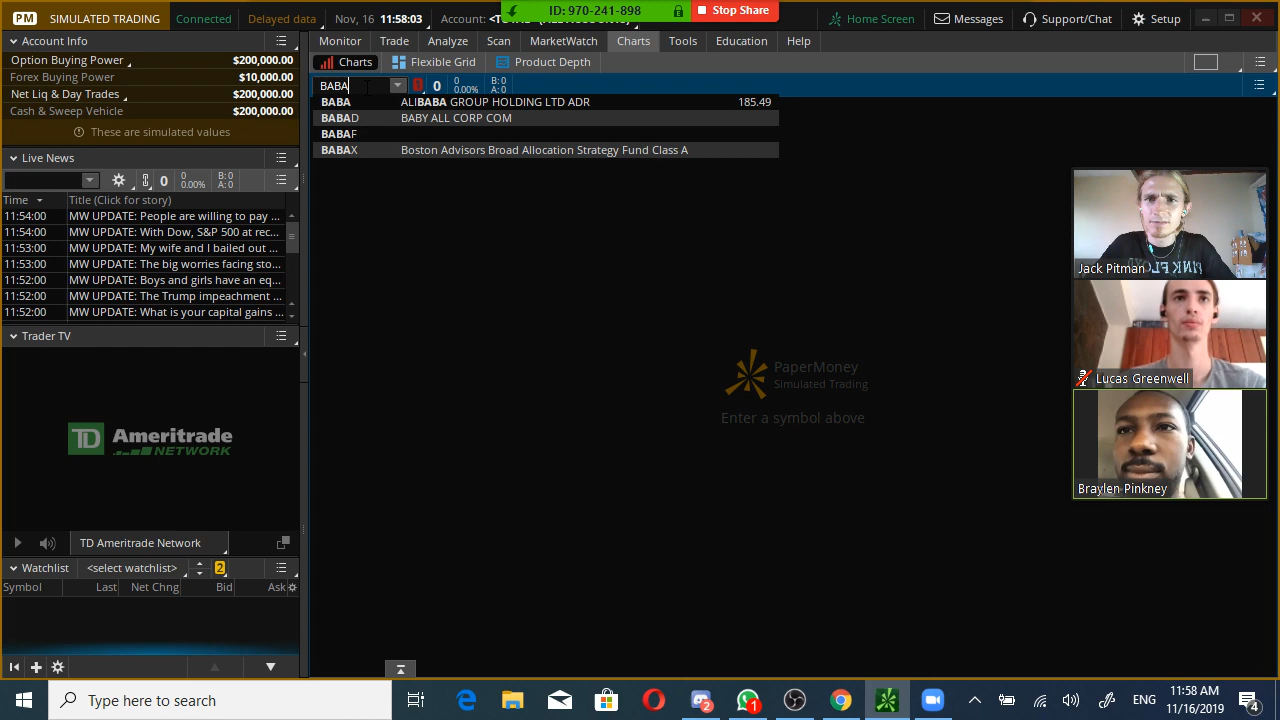 PM SIMULATED TRADING Connected Delayed data Nov, 16 11:58:03 Account:
ID: 970-241-898 Stop Share
Home Screen Messages Support/Chat Setup
Account Info
Option Buying Power $200,000.00
Forex Buying Power $10,000.00
Net Liq & Day Trades $200,000.00
Cash & Sweep Vehicle $200,000.00
These are simulated values
Live News
0 0 0.00% B: 0 A: 0
Time Title (Click for story)
11:54:00 MW UPDATE: People are willing to pay ...
11:54:00 MW UPDATE: With Dow, S&P 500 at rec...
11:53:00 MW UPDATE: My wife and I bailed out ...
11:53:00 MW UPDATE: The big worries facing sto...
11:52:00 MW UPDATE: Boys and girls have an eq...
11:52:00 MW UPDATE: The Trump impeachment ...
11:52:00 MW UPDATE: What is your capital gains ...
Trader TV
TD Ameritrade
NETWORK
TD Ameritrade Network
Watchlist <select watchlist> 2
Symbol Last Net Chng Bid Ask
Monitor Trade Analyze Scan MarketWatch Charts Tools Education Help
Charts Flexible Grid Product Depth
BABA 0 0 0.00% B: 0 A: 0
BABA ALIBABA GROUP HOLDING LTD ADR 185.49
BABAD BABY ALL CORP COM
BABAF
BABAX Boston Advisors Broad Allocation Strategy Fund Class A
PaperMoney
Simulated Trading
Enter a symbol above
PINK FLOYD
Jack Pitman
Lucas Greenwell
Braylen Pinkney
Type here to search
2
1
ENG
11:58 AM
11/16/2019
4